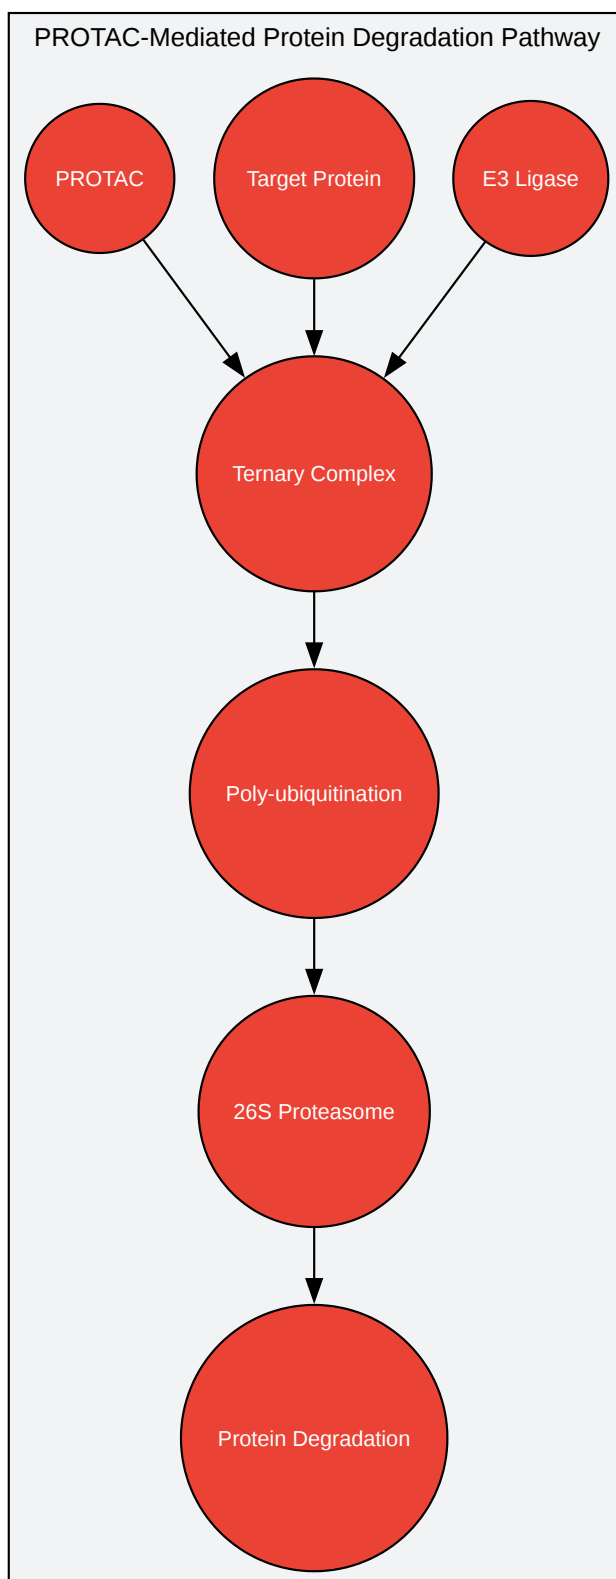 PROTAC-Mediated Protein Degradation Pathway
PROTAC
Target Protein
E3 Ligase
Ternary Complex
Poly-ubiquitination
26S Proteasome
Protein Degradation